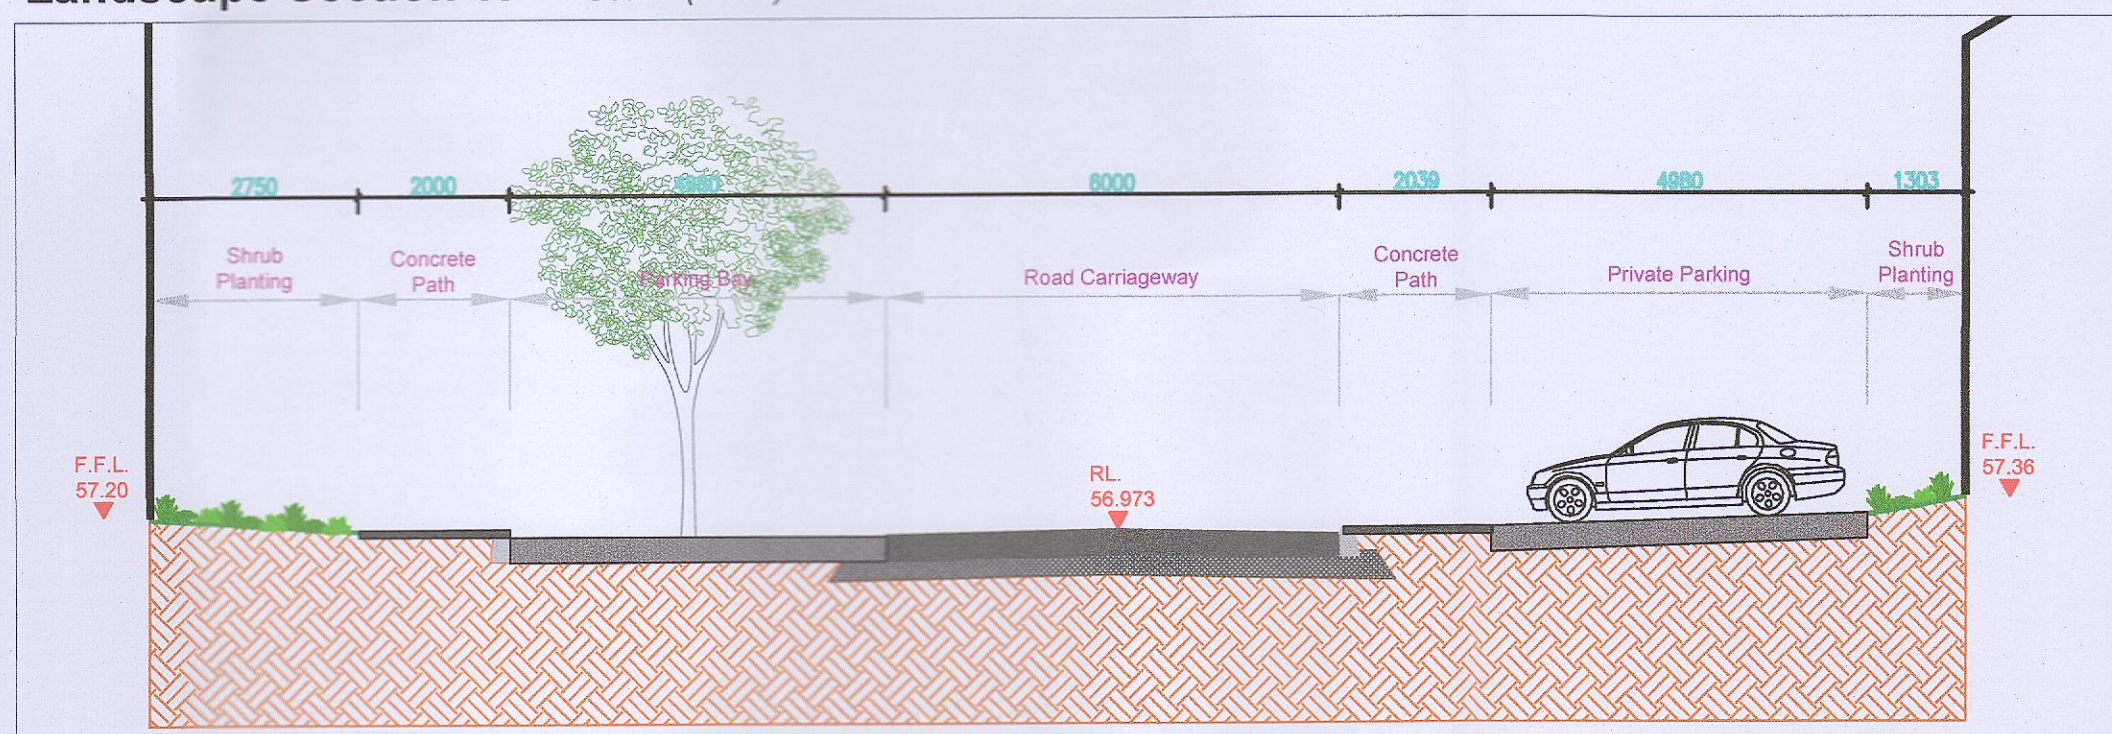 2750
2000
6000
2039
4980
1303
Shrub
Planting
Concrete
Path
Parking Bay
Road Carriageway
Concrete
Path
Private Parking
Shrub
Planting
F.F.L.
57.20
RL.
56.973
F.F.L.
57.36